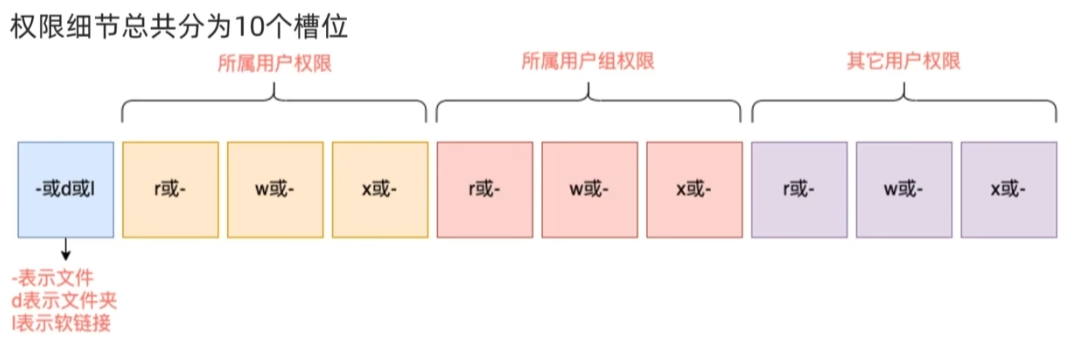 权限细节总共分为10个槽位
所属用户权限 所属用户组权限 其它用户权限
-或d或l r或- w或- x或- r或- w或- x或- r或- w或- x或-
-表示文件
d表示文件夹
l表示软链接